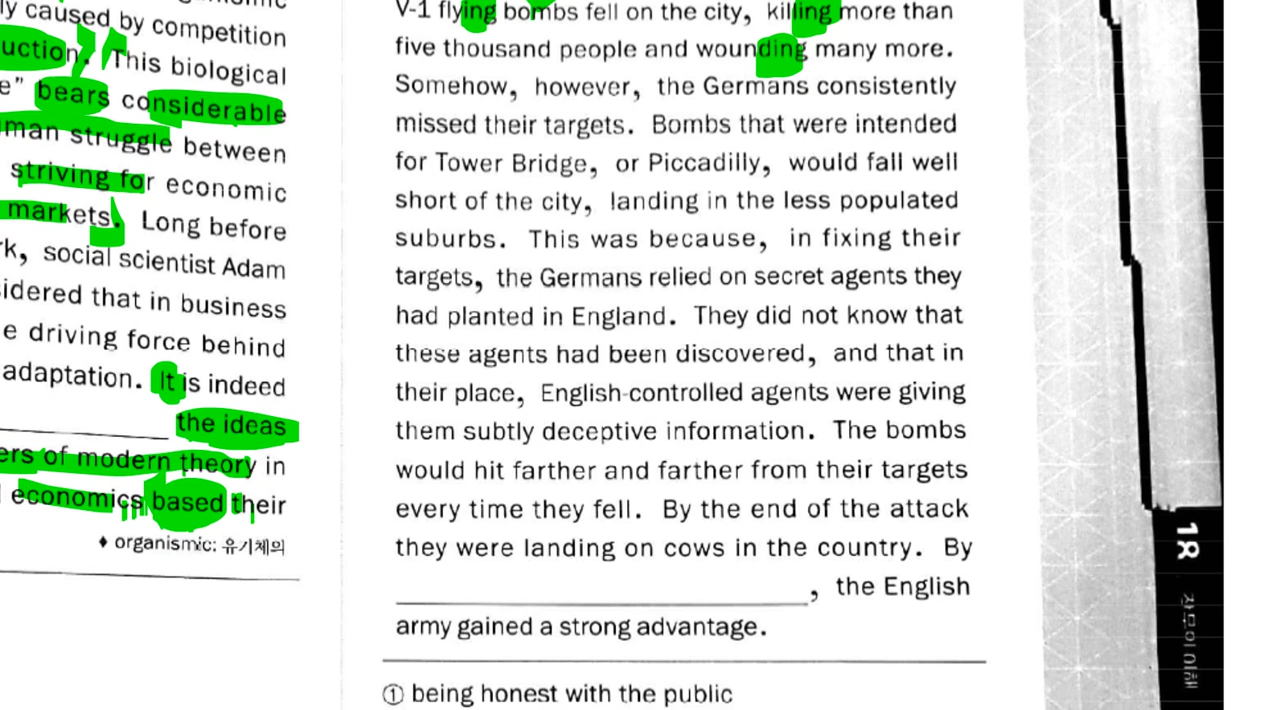 ly caused by competition
uction. This biological
e" bears considerable
man struggle between
striving for economic
markets. Long before
k, social scientist Adam
idered that in business
e driving force behind
adaptation. It is indeed
the ideas
ers of modern theory in
economics based their
♦ organismic: 유기체의
V-1 flying bombs fell on the city, killing more than
five thousand people and wounding many more.
Somehow, however, the Germans consistently
missed their targets. Bombs that were intended
for Tower Bridge, or Piccadilly, would fall well
short of the city, landing in the less populated
suburbs. This was because, in fixing their
targets, the Germans relied on secret agents they
had planted in England. They did not know that
these agents had been discovered, and that in
their place, English-controlled agents were giving
them subtly deceptive information. The bombs
would hit farther and farther from their targets
every time they fell. By the end of the attack
they were landing on cows in the country. By
____________________, the English
army gained a strong advantage.
① being honest with the public
18